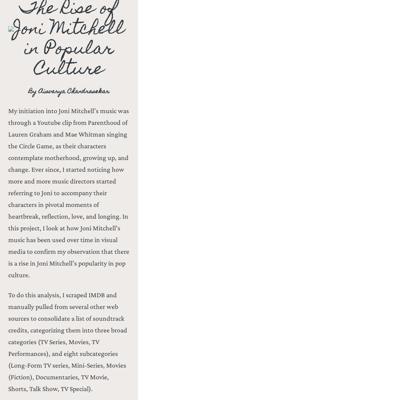 The Rise of
Joni Mitchell
in Popular
Culture
By Aiswarya Chandrasekar
My initiation into Joni Mitchell's music was
through a Youtube clip from Parenthood of
Lauren Graham and Mae Whitman singing
the Circle Game, as their characters
contemplate motherhood, growing up, and
change. Ever since, I started noticing how
more and more music directors started
referring to Joni to accompany their
characters in pivotal moments of
heartbreak, reflection, love, and longing. In
this project, I look at how Joni Mitchell's
music has been used over time in visual
media to confirm my observation that there
is a rise in Joni Mitchell's popularity in pop
culture.
To do this analysis, I scraped IMDB and
manually pulled from several other web
sources to consolidate a list of soundtrack
credits, categorizing them into three broad
categories (TV Series, Movies, TV
Performances), and eight subcategories
(Long-Form TV series, Mini-Series, Movies
(Fiction), Documentaries, TV Movie,
Shorts, Talk Show, TV Special).